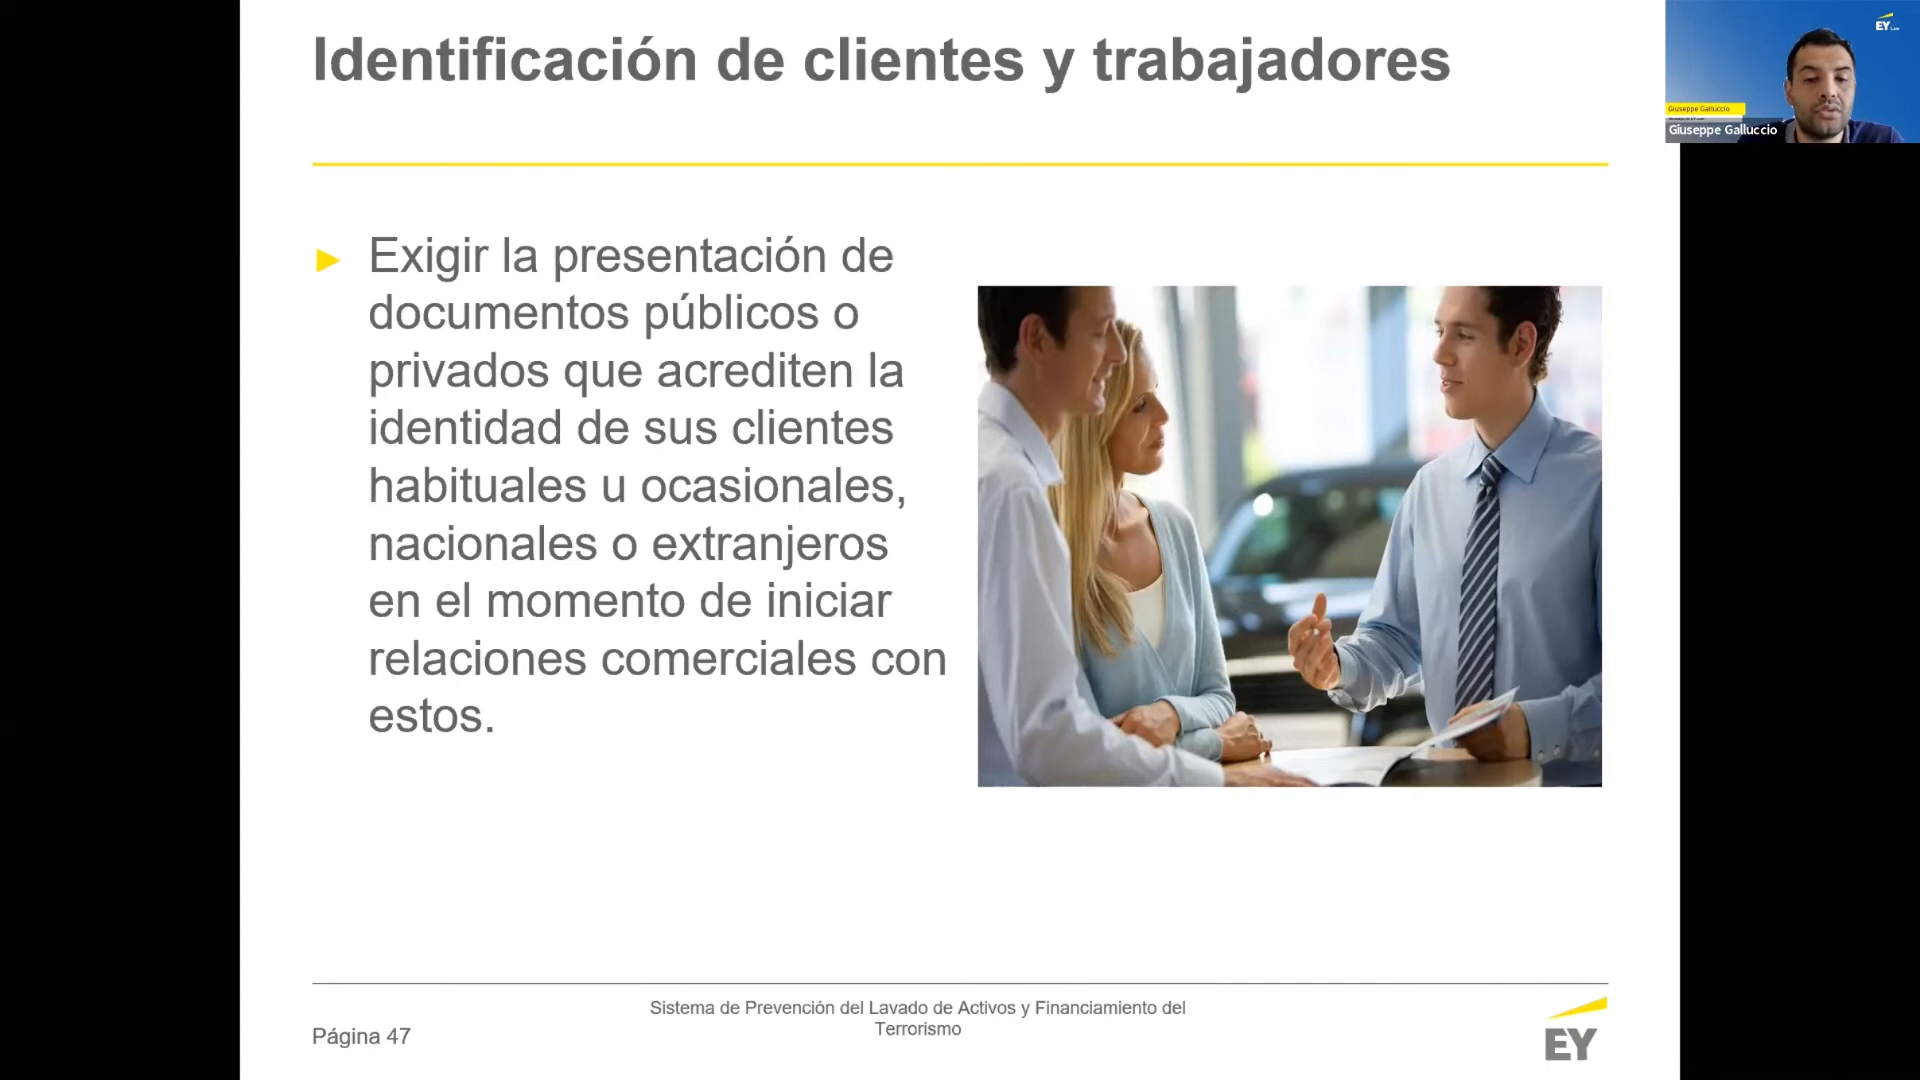 Identificación de clientes y trabajadores
EY
Giuseppe Galluccio
Giuseppe Galluccio
Exigir la presentación de
documentos públicos o
privados que acrediten la
identidad de sus clientes
habituales u ocasionales,
nacionales o extranjeros
en el momento de iniciar
relaciones comerciales con
estos.
Sistema de Prevención del Lavado de Activos y Financiamiento del
Terrorismo
Página 47
EY